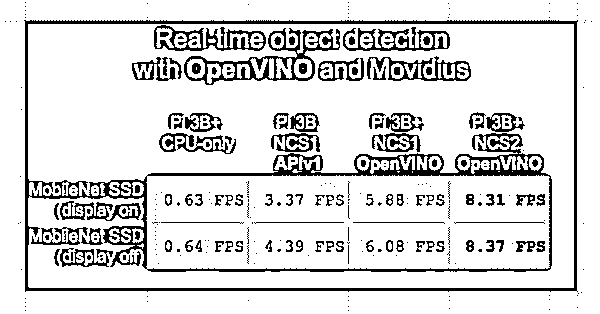 Real-time object detection
with OpenVINO and Movidius
PI 3B+ CPU-only
PI 3B NCS1 APIv1
PI 3B+ NCS1 OpenVINO
PI 3B+ NCS2 OpenVINO
MobileNet SSD (display on) 0.63 FPS 3.37 FPS 5.88 FPS 8.31 FPS
MobileNet SSD (display off) 0.64 FPS 4.39 FPS 6.08 FPS 8.37 FPS